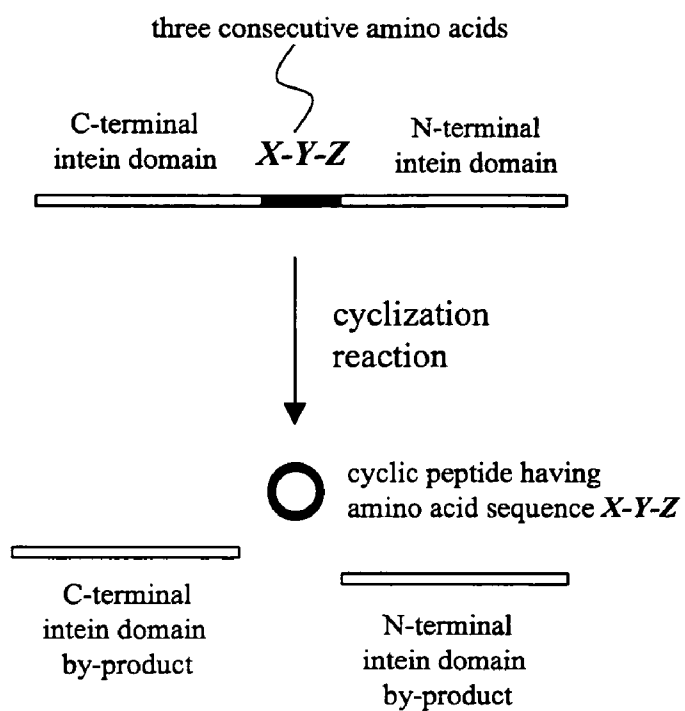 three consecutive amino acids
C-terminal
intein domain
X-Y-Z
N-terminal
intein domain
cyclization
reaction
cyclic peptide having
amino acid sequence X-Y-Z
C-terminal
intein domain
by-product
N-terminal
intein domain
by-product